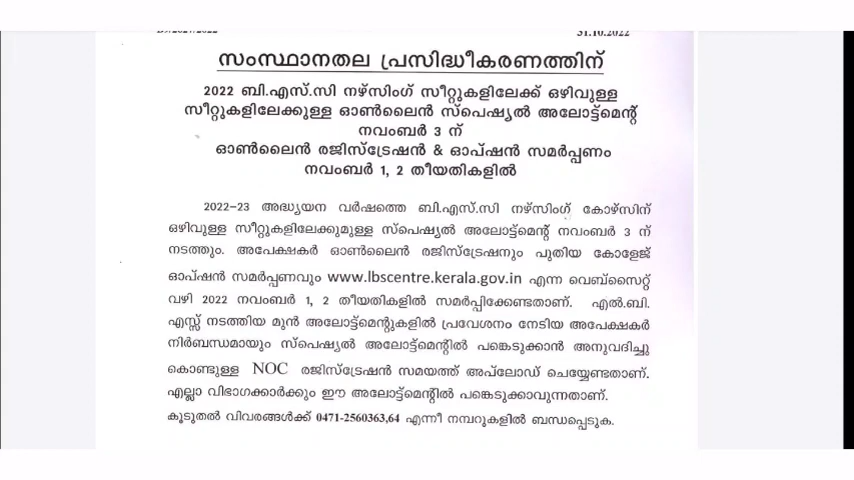 31.10.2022
സംസ്ഥാനതല പ്രസിദ്ധീകരണത്തിന്
2022 ബി.എസ്.സി നഴ്സിംഗ് സീറ്റുകളിലേക്ക് ഒഴിവുള്ള
സീറ്റുകളിലേക്കുള്ള ഓൺലൈൻ സ്പെഷ്യൽ അലോട്ട്മെന്റ്
നവംബർ 3 ന്
ഓൺലൈൻ രജിസ്ട്രേഷൻ & ഓപ്ഷൻ സമർപ്പണം
നവംബർ 1, 2 തീയതികളിൽ
2022-23 അദ്ധ്യയന വർഷത്തെ ബി.എസ്.സി നഴ്സിംഗ് കോഴ്സിന്
ഒഴിവുള്ള സീറ്റുകളിലേക്കുമുള്ള സ്പെഷ്യൽ അലോട്ട്മെന്റ് നവംബർ 3 ന്
നടത്തും. അപേക്ഷകർ ഓൺലൈൻ രജിസ്ട്രേഷനും പുതിയ കോളേജ്
ഓപ്ഷൻ സമർപ്പണവും www.lbscentre.kerala.gov.in എന്ന വെബ്സൈറ്റ്
വഴി 2022 നവംബർ 1, 2 തീയതികളിൽ സമർപ്പിക്കേണ്ടതാണ്. എൽ.ബി.
എസ്സ് നടത്തിയ മുൻ അലോട്ട്മെന്റുകളിൽ പ്രവേശനം നേടിയ അപേക്ഷകർ
നിർബന്ധമായും സ്പെഷ്യൽ അലോട്ട്മെന്റിൽ പങ്കെടുക്കാൻ അനുവദിച്ചു
കൊണ്ടുള്ള NOC രജിസ്ട്രേഷൻ സമയത്ത് അപ്‌ലോഡ് ചെയ്യേണ്ടതാണ്.
എല്ലാ വിഭാഗക്കാർക്കും ഈ അലോട്ട്മെന്റിൽ പങ്കെടുക്കാവുന്നതാണ്.
കൂടുതൽ വിവരങ്ങൾക്ക് 0471-2560363,64 എന്നീ നമ്പറുകളിൽ ബന്ധപ്പെടുക.